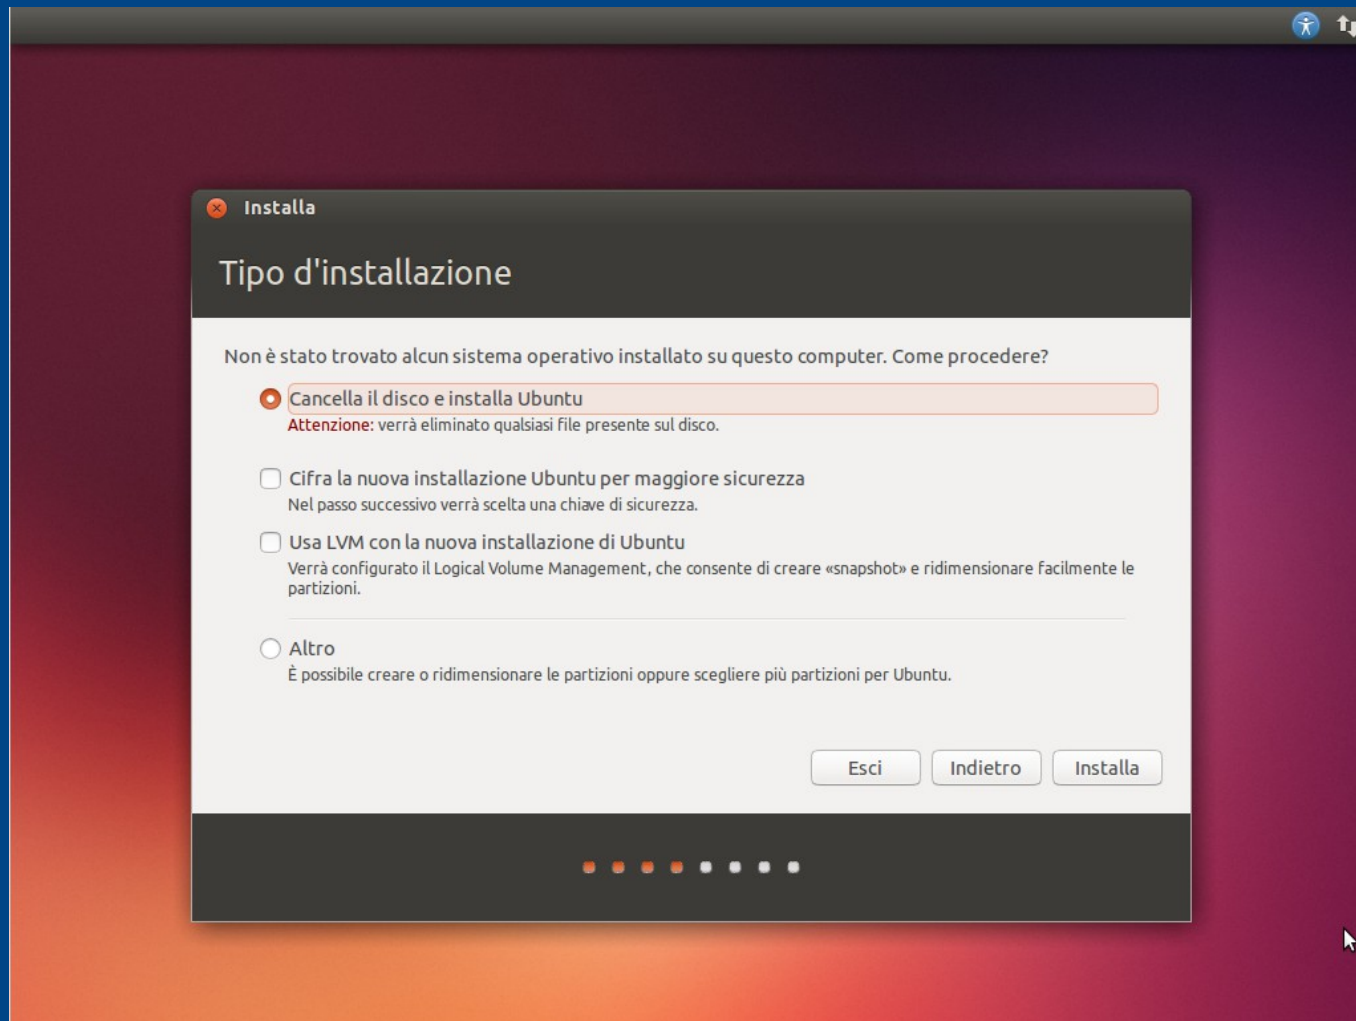 Installa
Tipo d'installazione
Non è stato trovato alcun sistema operativo installato su questo computer. Come procedere?
Cancella il disco e installa Ubuntu
Attenzione: verrà eliminato qualsiasi file presente sul disco.
Cifra la nuova installazione Ubuntu per maggiore sicurezza
Nel passo successivo verrà scelta una chiave di sicurezza.
Usa LVM con la nuova installazione di Ubuntu
Verrà configurato il Logical Volume Management, che consente di creare «snapshot» e ridimensionare facilmente le
partizioni.
Altro
È possibile creare o ridimensionare le partizioni oppure scegliere più partizioni per Ubuntu.
Esci Indietro Installa